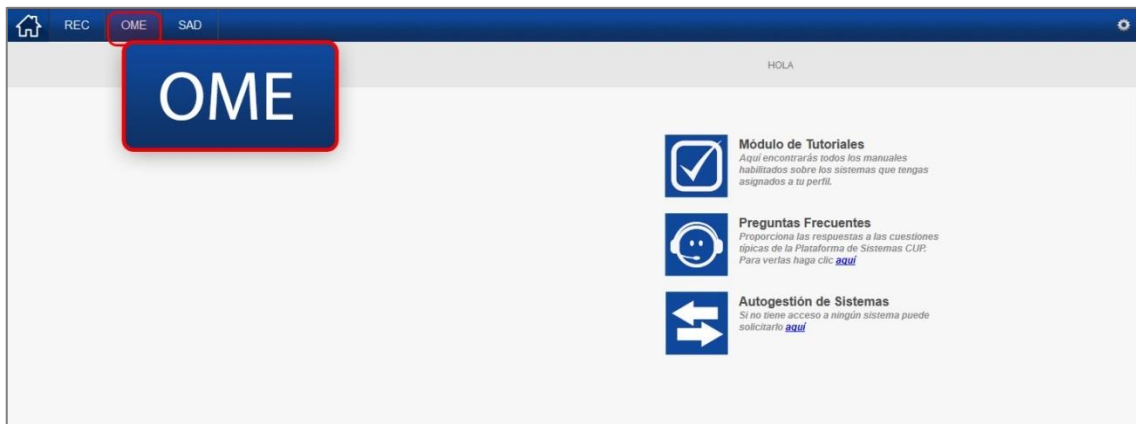 REC OME SAD
OME
HOLA
Módulo de Tutoriales
Aquí encontrarás todos los manuales
habilitados sobre los sistemas que tengas
asignados a tu perfil.
Preguntas Frecuentes
Proporciona las respuestas a las cuestiones
típicas de la Plataforma de Sistemas CUP.
Para verlas haga clic aquí
Autogestión de Sistemas
Si no tiene acceso a ningún sistema puede
solicitarlo aquí